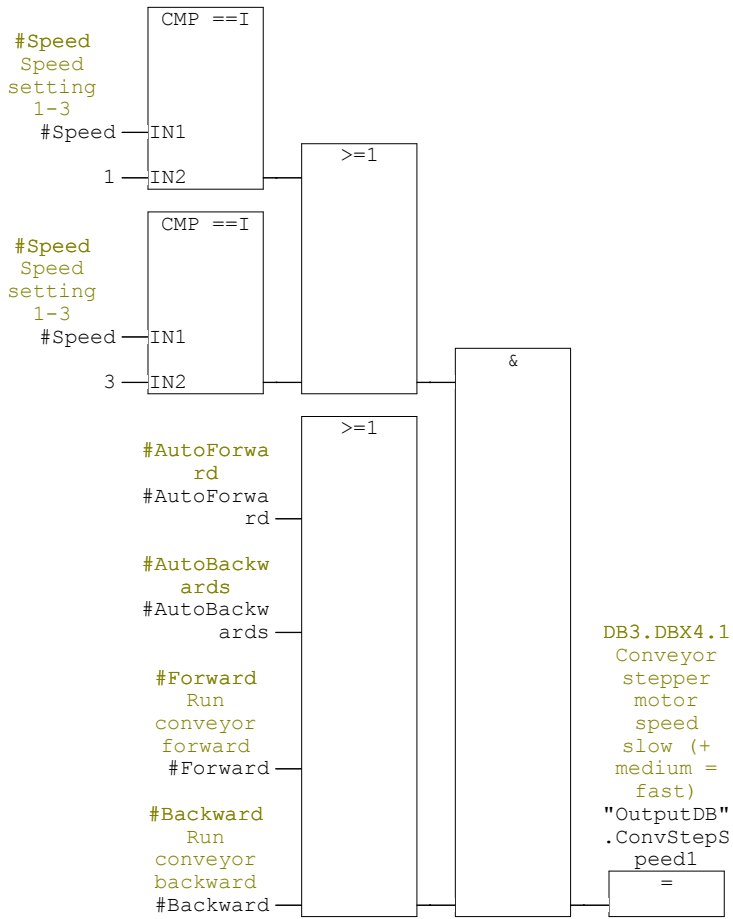 CMP ==I
#Speed
Speed
setting
1-3
#Speed
IN1
1
IN2
>=1
CMP ==I
#Speed
Speed
setting
1-3
#Speed
IN1
3
IN2
&
>=1
#AutoForwa
rd
#AutoForwa
rd
#AutoBackw
ards
#AutoBackw
ards
#Forward
Run
conveyor
forward
#Forward
#Backward
Run
conveyor
backward
#Backward
DB3.DBX4.1
Conveyor
stepper
motor
speed
slow (+
medium =
fast)
"OutputDB"
.ConvStepS
peed1
=